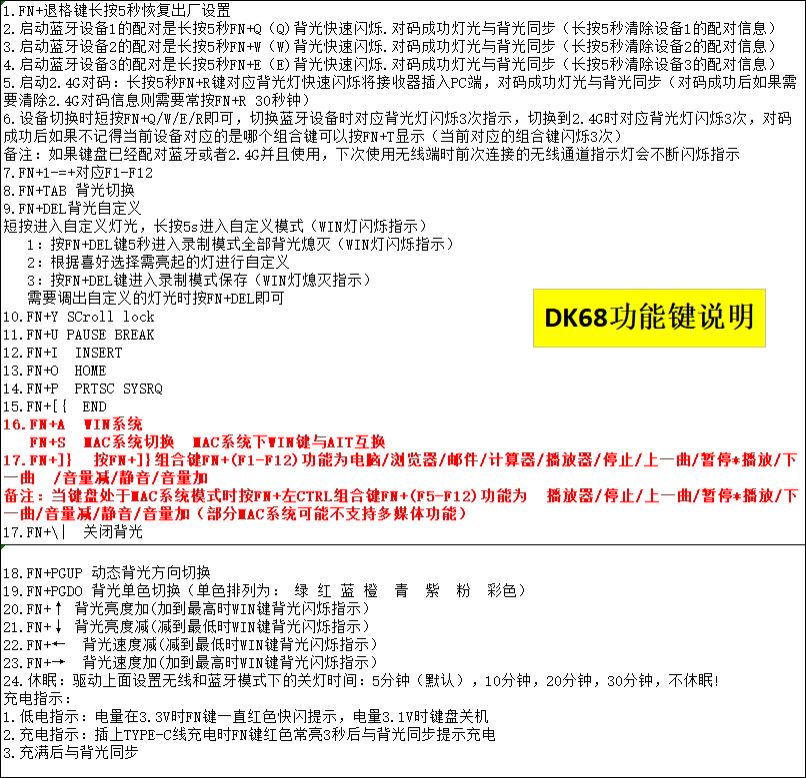 1.FN+退格键长按5秒恢复出厂设置
2.启动蓝牙设备1的配对是长按5秒FN+Q（Q)背光快速闪烁.对码成功灯光与背光同步（长按5秒清除设备1的配对信息）
3.启动蓝牙设备2的配对是长按5秒FN+W（W)背光快速闪烁.对码成功灯光与背光同步（长按5秒清除设备2的配对信息）
4.启动蓝牙设备3的配对是长按5秒FN+E（E)背光快速闪烁.对码成功灯光与背光同步（长按5秒清除设备3的配对信息）
5.启动2.4G对码：长按5秒FN+R键对应背光灯快速闪烁将接收器插入PC端，对码成功灯光与背光同步（对码成功后如果需
要清除2.4G对码信息则需要常按FN+R 30秒钟）
6.设备切换时短按FN+Q/W/E/R即可，切换蓝牙设备时对应背光灯闪烁3次指示，切换到2.4G时对应背光灯闪烁3次，对码
成功后如果不记得当前设备对应的是哪个组合键可以按FN+T显示（当前对应的组合键闪烁3次）
备注：如果键盘已经配对蓝牙或者2.4G并且使用，下次使用无线端时前次连接的无线通道指示灯会不断闪烁指示
7.FN+1-=+对应F1-F12
8.FN+TAB 背光切换
9.FN+DEL背光自定义
短按进入自定义灯光，长按5s进入自定义模式（WIN灯闪烁指示）
1：按FN+DEL键5秒进入录制模式全部背光熄灭（WIN灯闪烁指示）
2：根据喜好选择需亮起的灯进行自定义
3：按FN+DEL键进入录制模式保存（WIN灯熄灭指示）
需要调出自定义的灯光时按FN+DEL即可
DK68功能键说明
10.FN+Y SCroll lock
11.FN+U PAUSE BREAK
12.FN+I INSERT
13.FN+O HOME
14.FN+P PRTSC SYSRQ
15.FN+[{ END
16.FN+A WIN系统
FN+S MAC系统切换 MAC系统下WIN键与AIT互换
17.FN+]} 按FN+]}组合键FN+(F1-F12)功能为电脑/浏览器/邮件/计算器/播放器/停止/上一曲/暂停*播放/下
一曲 /音量减/静音/音量加
备注：当键盘处于MAC系统模式时按FN+左CTRL组合键FN+(F5-F12)功能为 播放器/停止/上一曲/暂停*播放/下
一曲/音量减/静音/音量加（部分MAC系统可能不支持多媒体功能）
17.FN+\| 关闭背光
18.FN+PGUP 动态背光方向切换
19.FN+PGDO 背光单色切换（单色排列为： 绿 红 蓝 橙 青 紫 粉 彩色）
20.FN+↑ 背光亮度加(加到最高时WIN键背光闪烁指示）
21.FN+↓ 背光亮度减(减到最低时WIN键背光闪烁指示）
22.FN+← 背光速度减(减到最低时WIN键背光闪烁指示）
23.FN+→ 背光速度加(加到最高时WIN键背光闪烁指示）
24.休眠：驱动上面设置无线和蓝牙模式下的关灯时间：5分钟（默认），10分钟，20分钟，30分钟，不休眠!
充电指示：
1.低电指示：电量在3.3V时FN键一直红色快闪提示，电量3.1V时键盘关机
2.充电指示：插上TYPE-C线充电时FN键红色常亮3秒后与背光同步提示充电
3.充满后与背光同步